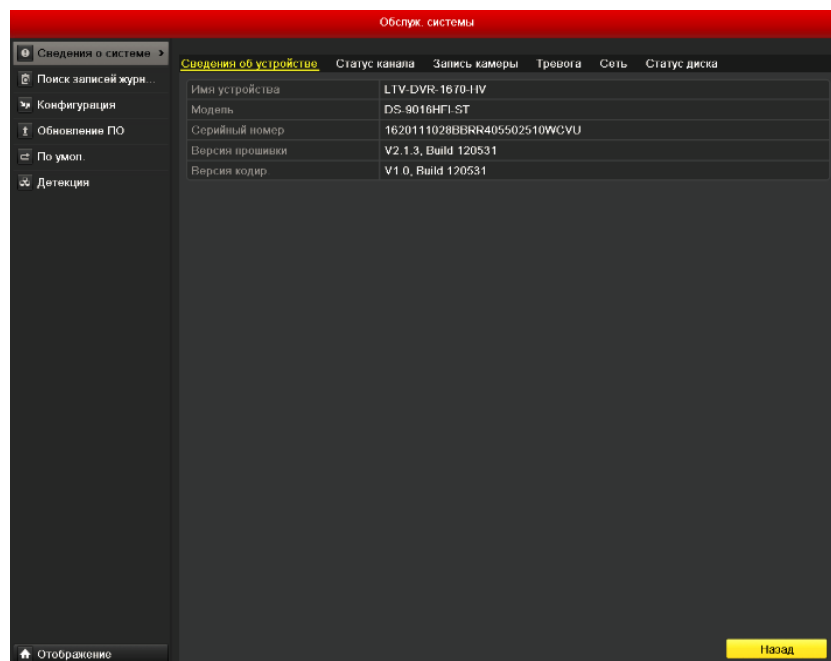 Обслуж. системы
Сведения о системе >
Поиск записей журн...
Конфигурация
Обновление ПО
По умол.
Детекция
Отображение
Сведения об устройстве Статус канала Запись камеры Тревога Сеть Статус диска
Имя устройства LTV-DVR-1670-HV
Модель DS-9016HFI-ST
Серийный номер 1620111028BBRR405502510WCVU
Версия прошивки V2.1.3, Build 120531
Версия кодир V1.0, Build 120531
Назад